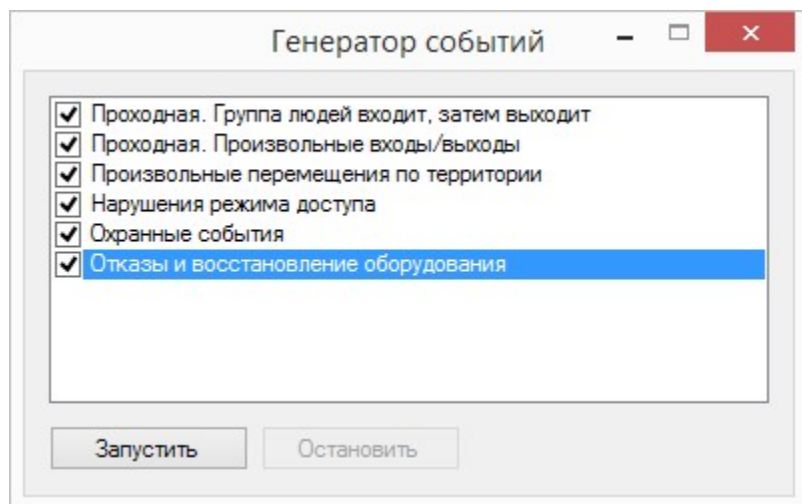 Генератор событий
Проходная. Группа людей входит, затем выходит
Проходная. Произвольные входы/выходы
Произвольные перемещения по территории
Нарушения режима доступа
Охранные события
Отказы и восстановление оборудования
Запустить Остановить